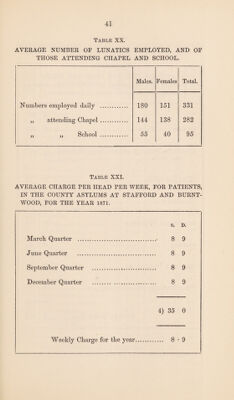 41
TABLE XX.
AVERAGE NUMBER OF LUNATICS EMPLOYED, AND OF
THOSE ATTENDING CHAPEL AND SCHOOL.
Males. Females Total.
Numbers employed daily ............ 180 151 331
„ attending Chapel ............ 144 138 282
„ „ School ............ 55 40 95
TABLE XXI.
AVERAGE CHARGE PER HEAD PER WEEK, FOR PATIENTS,
IN THE COUNTY ASYLUMS AT STAFFORD AND BURNT-
WOOD, FOR THE YEAR 1871.
S. D.
March Quarter ........................... 8 9
June Quarter ........................... 8 9
September Quarter ........................... 8 9
December Quarter ........................... 8 9
4) 35 0
Weekly Charge for the year............ 8 9